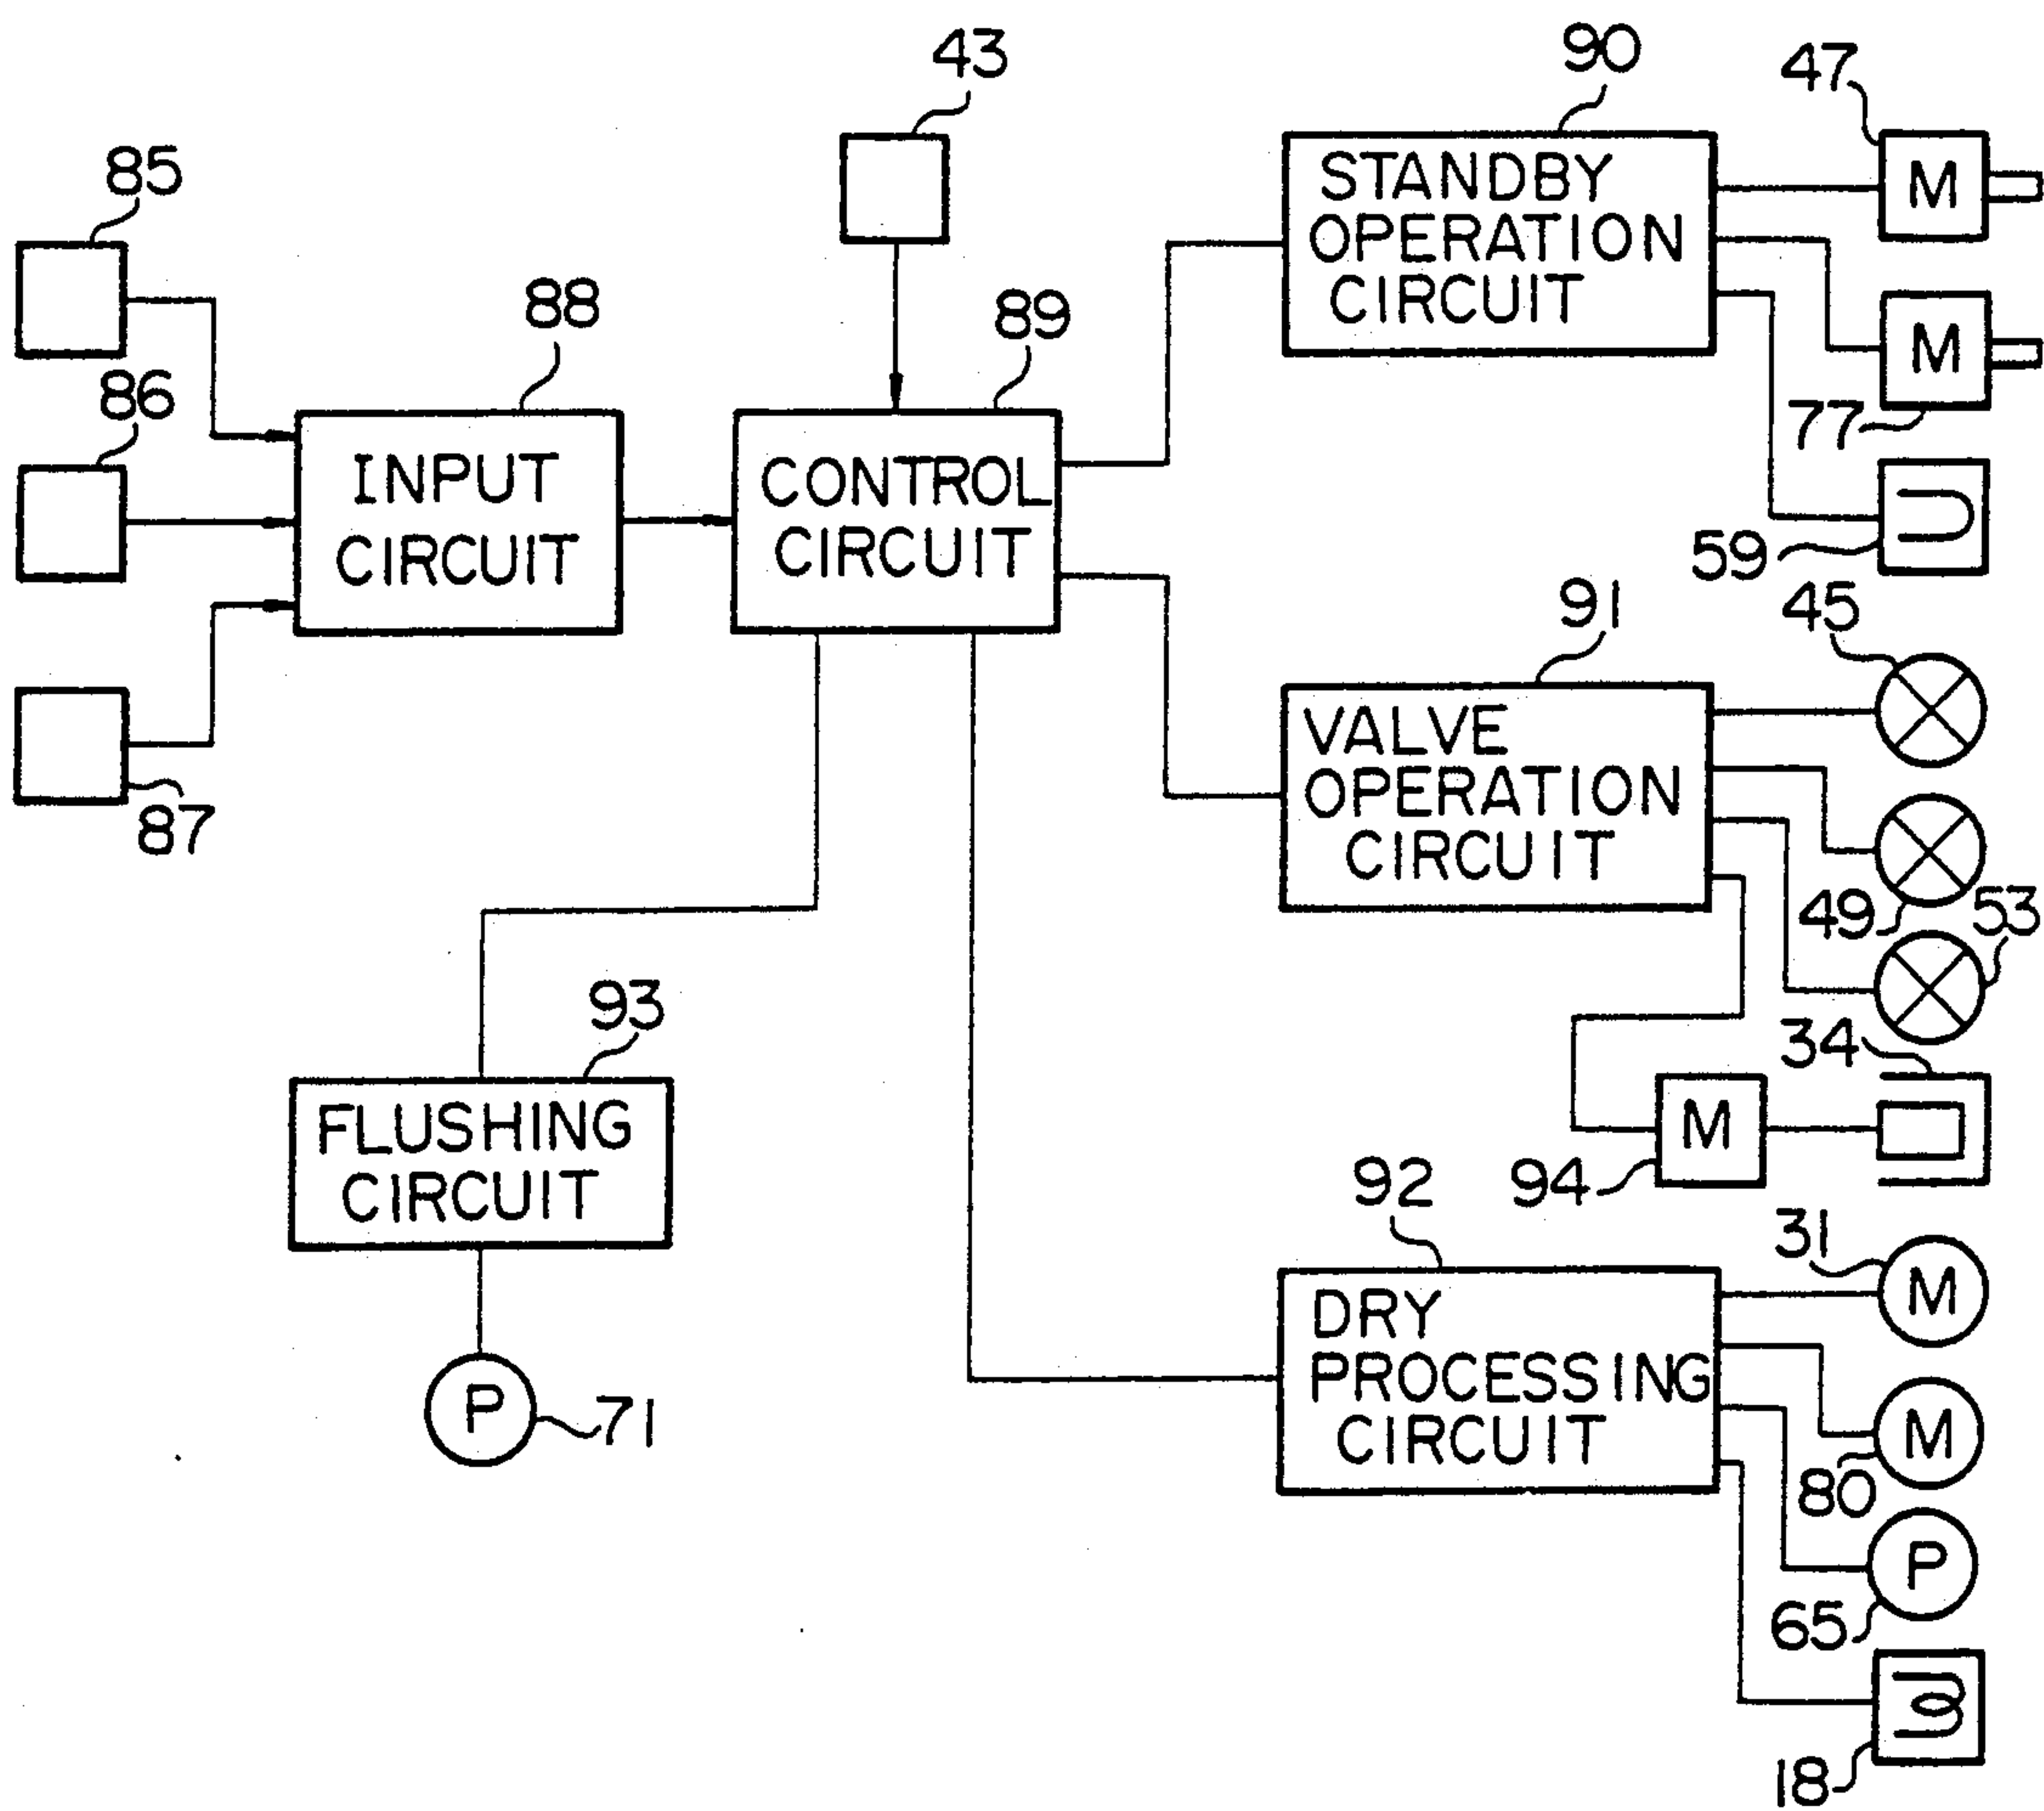 43
90
47
85
STANDBY
OPERATION
CIRCUIT
M
88
89
M
86
77
INPUT
CIRCUIT
CONTROL
CIRCUIT
59
91
45
87
VALVE
OPERATION
CIRCUIT
49
53
93
34
FLUSHING
CIRCUIT
M
94
92
31
M
DRY
PROCESSING
CIRCUIT
P
71
M
80
P
65
18